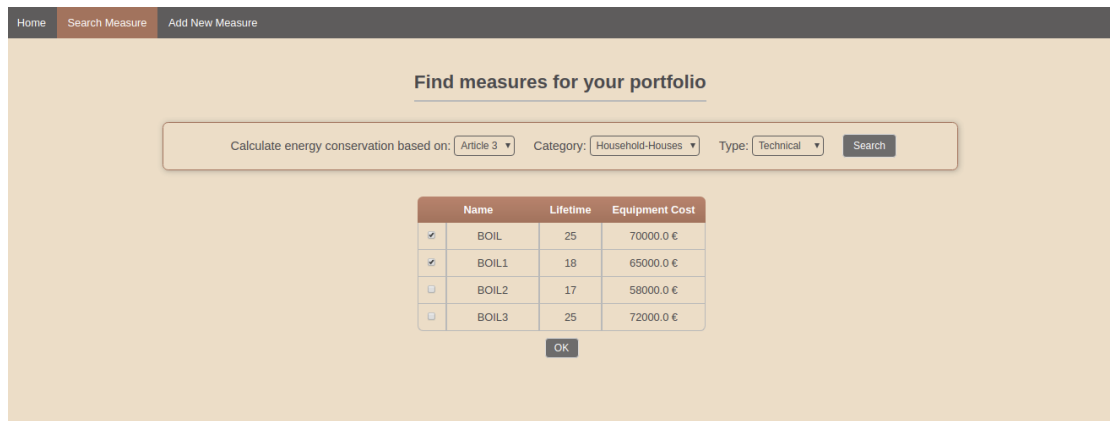 Home Search Measure Add New Measure
Find measures for your portfolio
Calculate energy conservation based on: Article 3 Category: Household-Houses Type: Technical Search
Name Lifetime Equipment Cost
BOIL 25 70000.0 €
BOIL1 18 65000.0 €
BOIL2 17 58000.0 €
BOIL3 25 72000.0 €
OK